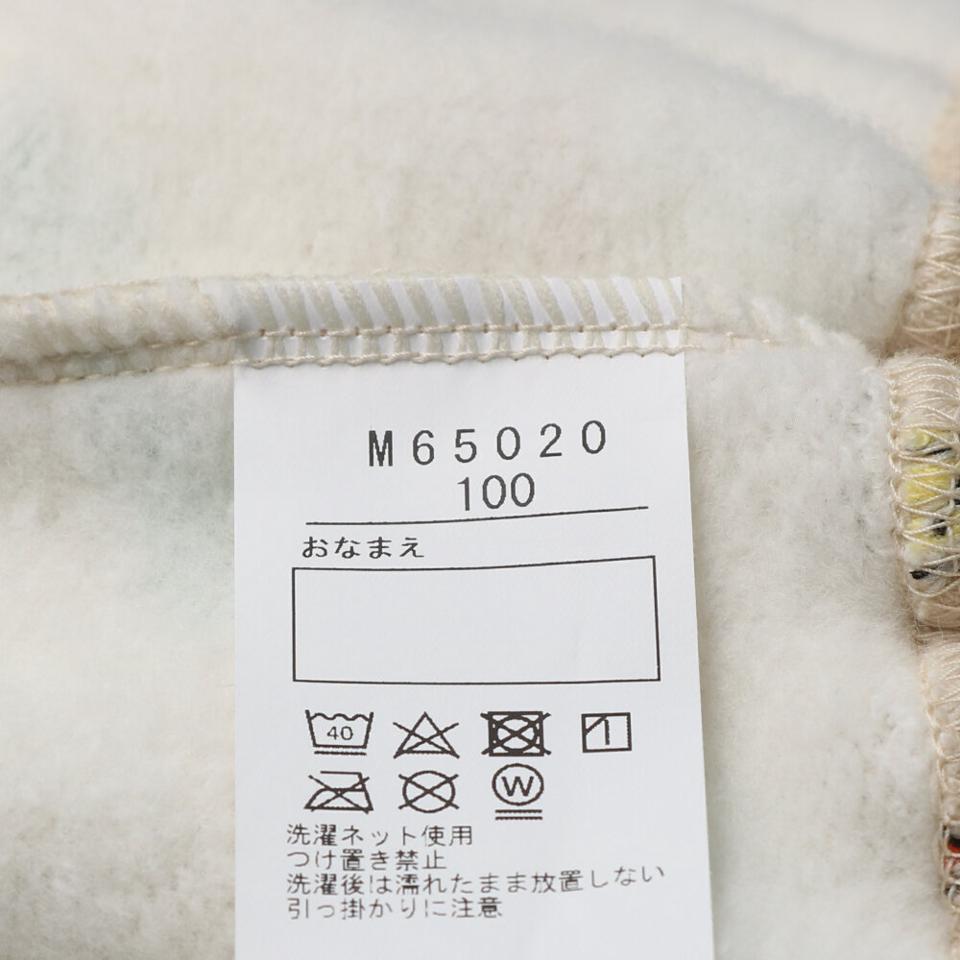 M65020
100
おなまえ
40
W
洗濯ネット使用
つけ置き禁止
洗濯後は濡れたまま放置しない
引っ掛かりに注意